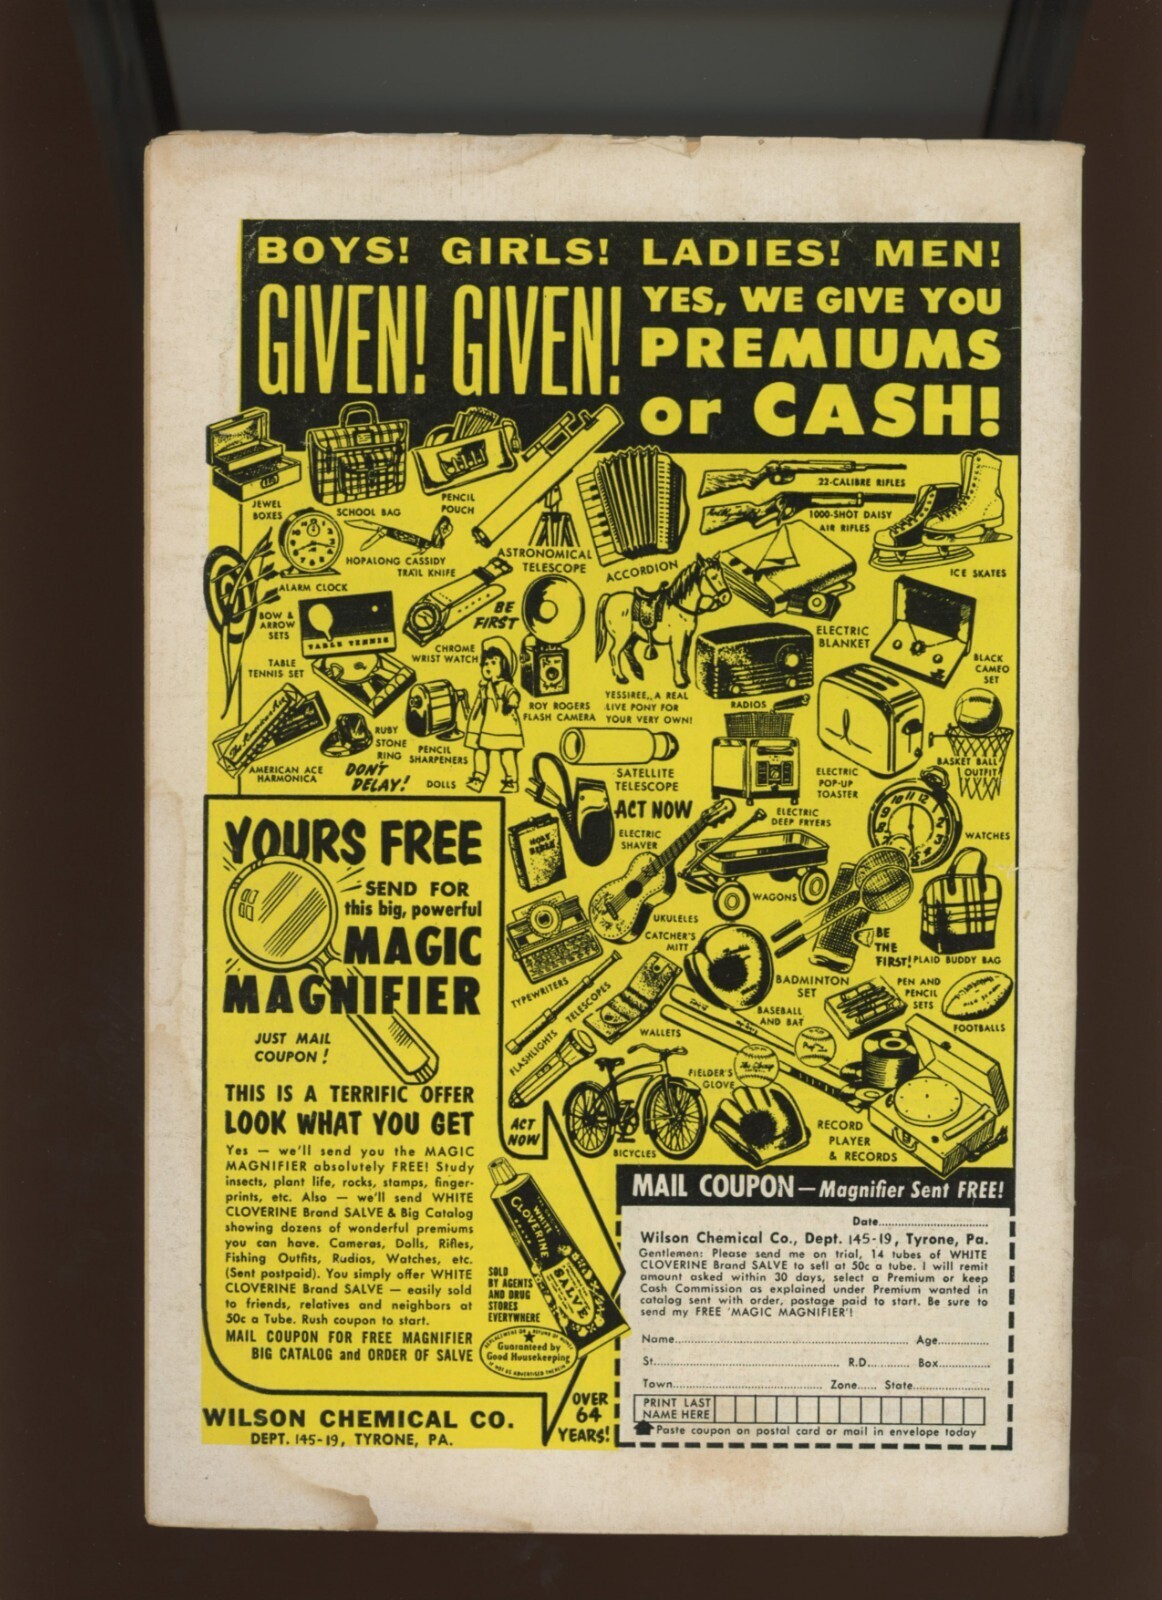 BOYS! GIRLS! LADIES! MEN!
GIVEN! GIVEN!
YES, WE GIVE YOU
PREMIUMS
or CASH!
JEWEL
BOXES
SCHOOL BAG
PENCIL
POUCH
ASTRONOMICAL
TELESCOPE
ACCORDION
.22-CALIBRE RIFLES
1000-SHOT DAISY
AIR RIFLES
ICE SKATES
ALARM CLOCK
HOPALONG CASSIDY
TRAIL KNIFE
BOW &
ARROW
SETS
TABLE TENNIS
TABLE
TENNIS SET
CHROME
WRIST WATCH
BE
FIRST
ROY ROGERS
FLASH CAMERA
YESSIREE, A REAL
LIVE PONY FOR
YOUR VERY OWN!
ELECTRIC
BLANKET
RADIOS
BLACK
CAMEO
SET
AMERICAN ACE
HARMONICA
RUBY
STONE
RING
DON'T
DELAY!
PENCIL
SHARPENERS
DOLLS
SATELLITE
TELESCOPE
ELECTRIC
POP-UP
TOASTER
BASKET BALL
OUTFIT
ELECTRIC
DEEP FRYERS
HOLY
BIBLE
ACT NOW
ELECTRIC
SHAVER
WATCHES
WAGONS
UKULELES
CATCHER'S
MITT
TYPEWRITERS
TELESCOPES
WALLETS
FLASHLIGHTS
BADMINTON
SET
BE
THE
FIRST!
PLAID BUDDY BAG
BASEBALL
AND BAT
PEN AND
PENCIL
SETS
FOOTBALLS
FIELDER'S
GLOVE
BICYCLES
RECORD
PLAYER
& RECORDS
YOURS FREE
SEND FOR
this big, powerful
MAGIC
MAGNIFIER
JUST MAIL
COUPON!
THIS IS A TERRIFIC OFFER
LOOK WHAT YOU GET
Yes — we'll send you the MAGIC
MAGNIFIER absolutely FREE! Study
insects, plant life, rocks, stamps, finger-
prints, etc. Also — we'll send WHITE
CLOVERINE Brand SALVE & Big Catalog
showing dozens of wonderful premiums
you can have. Cameras, Dolls, Rifles,
Fishing Outfits, Radios, Watches, etc.
(Sent postpaid). You simply offer WHITE
CLOVERINE Brand SALVE — easily sold
to friends, relatives and neighbors at
50c a Tube. Rush coupon to start.
MAIL COUPON FOR FREE MAGNIFIER
BIG CATALOG and ORDER OF SALVE
WILSON CHEMICAL CO.
DEPT. 145-19, TYRONE, PA.
ACT
NOW
WHITE
CLOVERINE
BRAND
SALVE
SOLD
BY AGENTS
AND DRUG
STORES
EVERYWHERE
REPLACEMENT OR REFUND OF MONEY
Guaranteed by
Good Housekeeping
IF NOT AS ADVERTISED THEREIN
OVER
64
YEARS!
MAIL COUPON — Magnifier Sent FREE!
Date
Wilson Chemical Co., Dept. 145-19, Tyrone, Pa.
Gentlemen: Please send me on trial, 14 tubes of WHITE
CLOVERINE Brand SALVE to sell at 50c a tube. I will remit
amount asked within 30 days, select a Premium or keep
Cash Commission as explained under Premium wanted in
catalog sent with order, postage paid to start. Be sure to
send my FREE 'MAGIC MAGNIFIER'!
Name Age
St. R.D. Box
Town Zone State
PRINT LAST
NAME HERE
Paste coupon on postal card or mail in envelope today